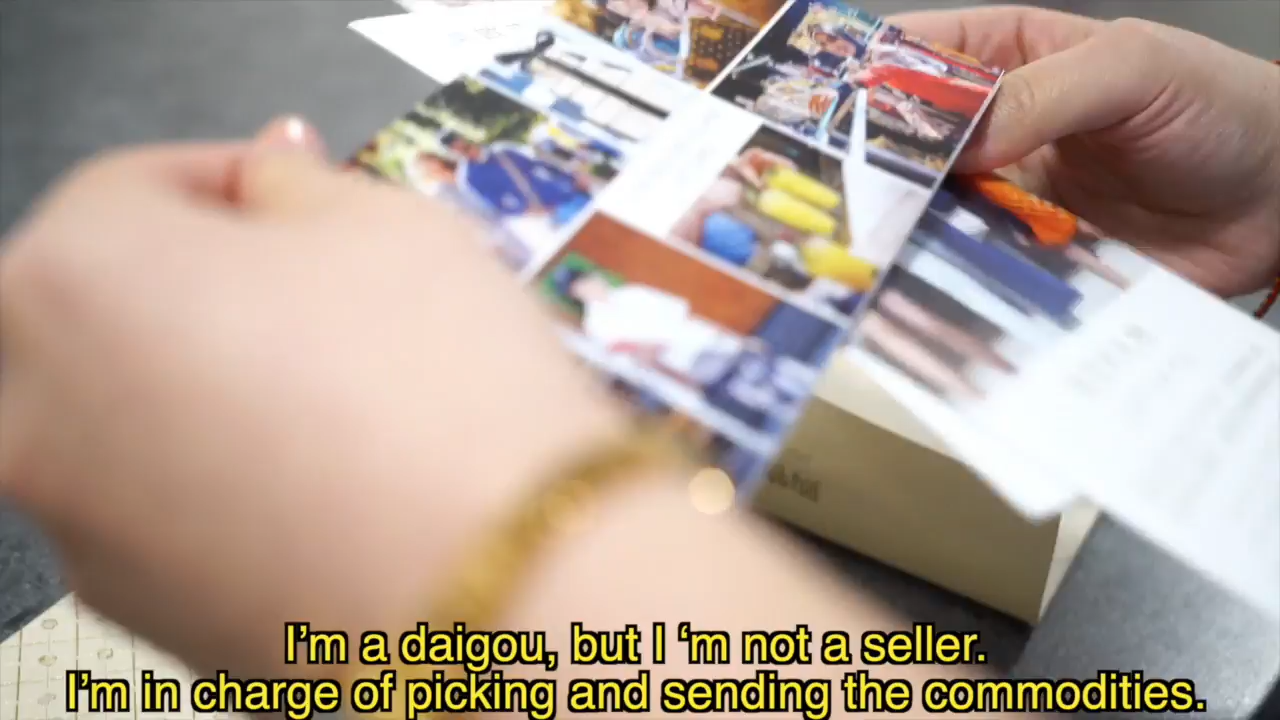 I'm a daigou, but I ‘m not a seller.
I'm in charge of picking and sending the commodities.